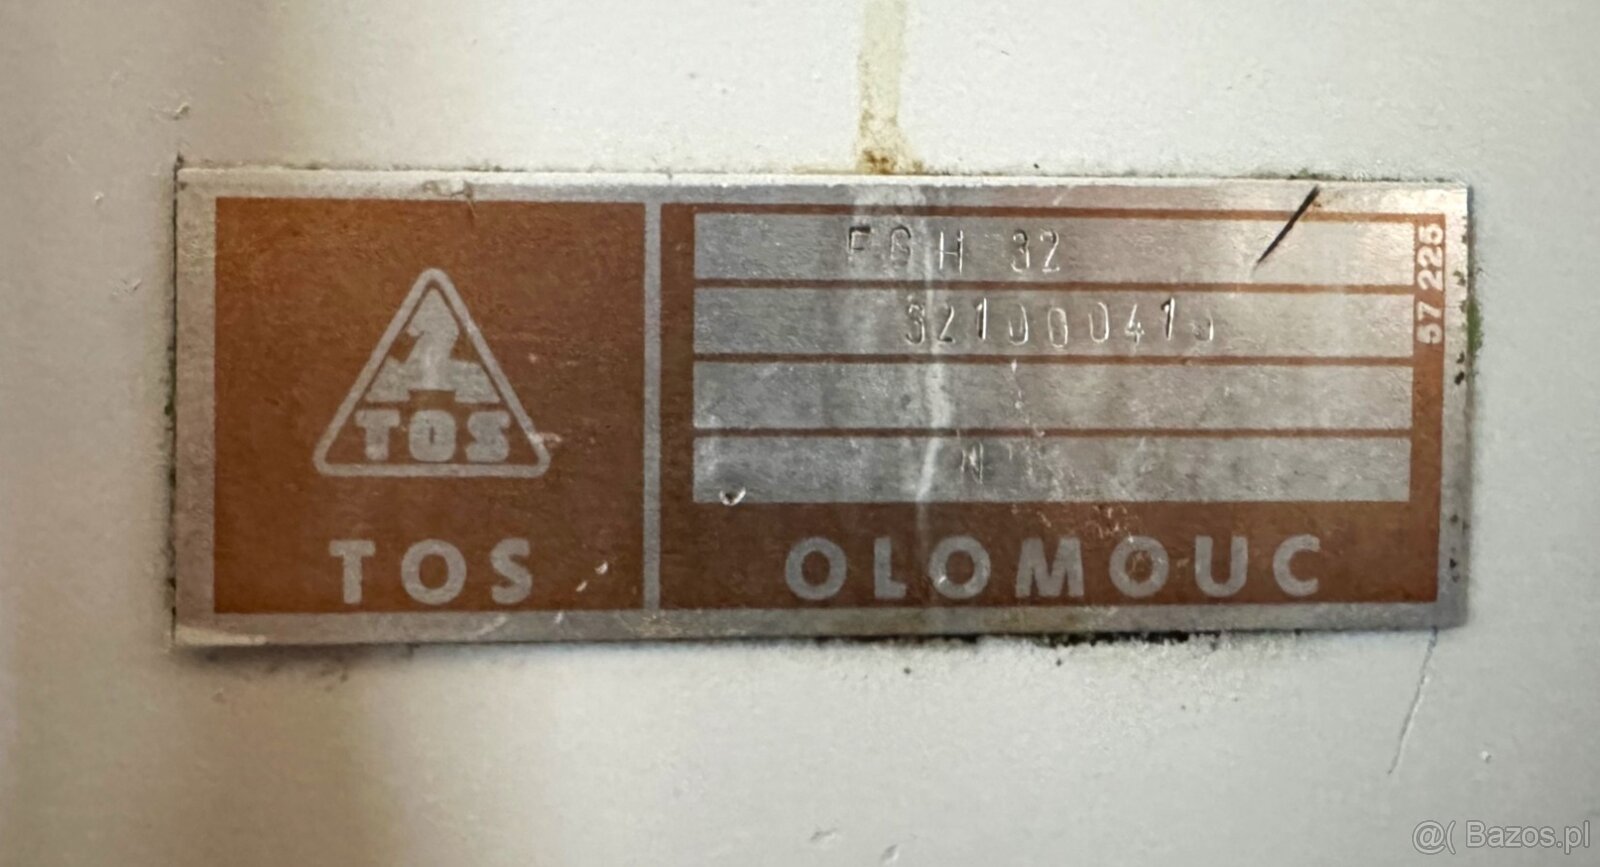 TOS
TOS
FGH 32
N
57 225
OLOMOUC
@( Bazos.pl